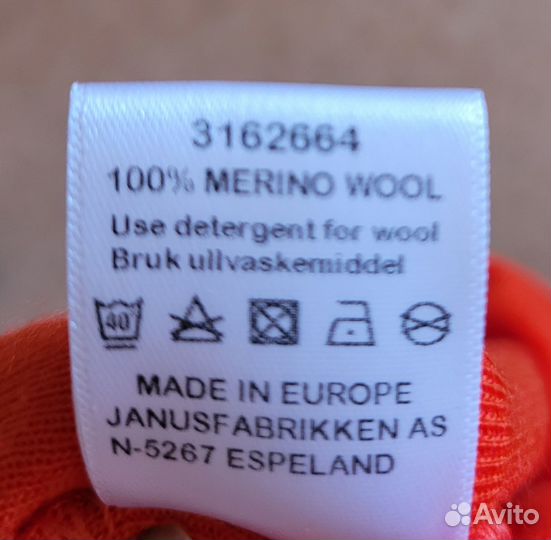 3162664
100% MERINO WOOL
Use detergent for wool
Bruk ullvaskemiddel
40
MADE IN EUROPE
JANUSFABRIKKEN AS
N-5267 ESPELAND
Avito